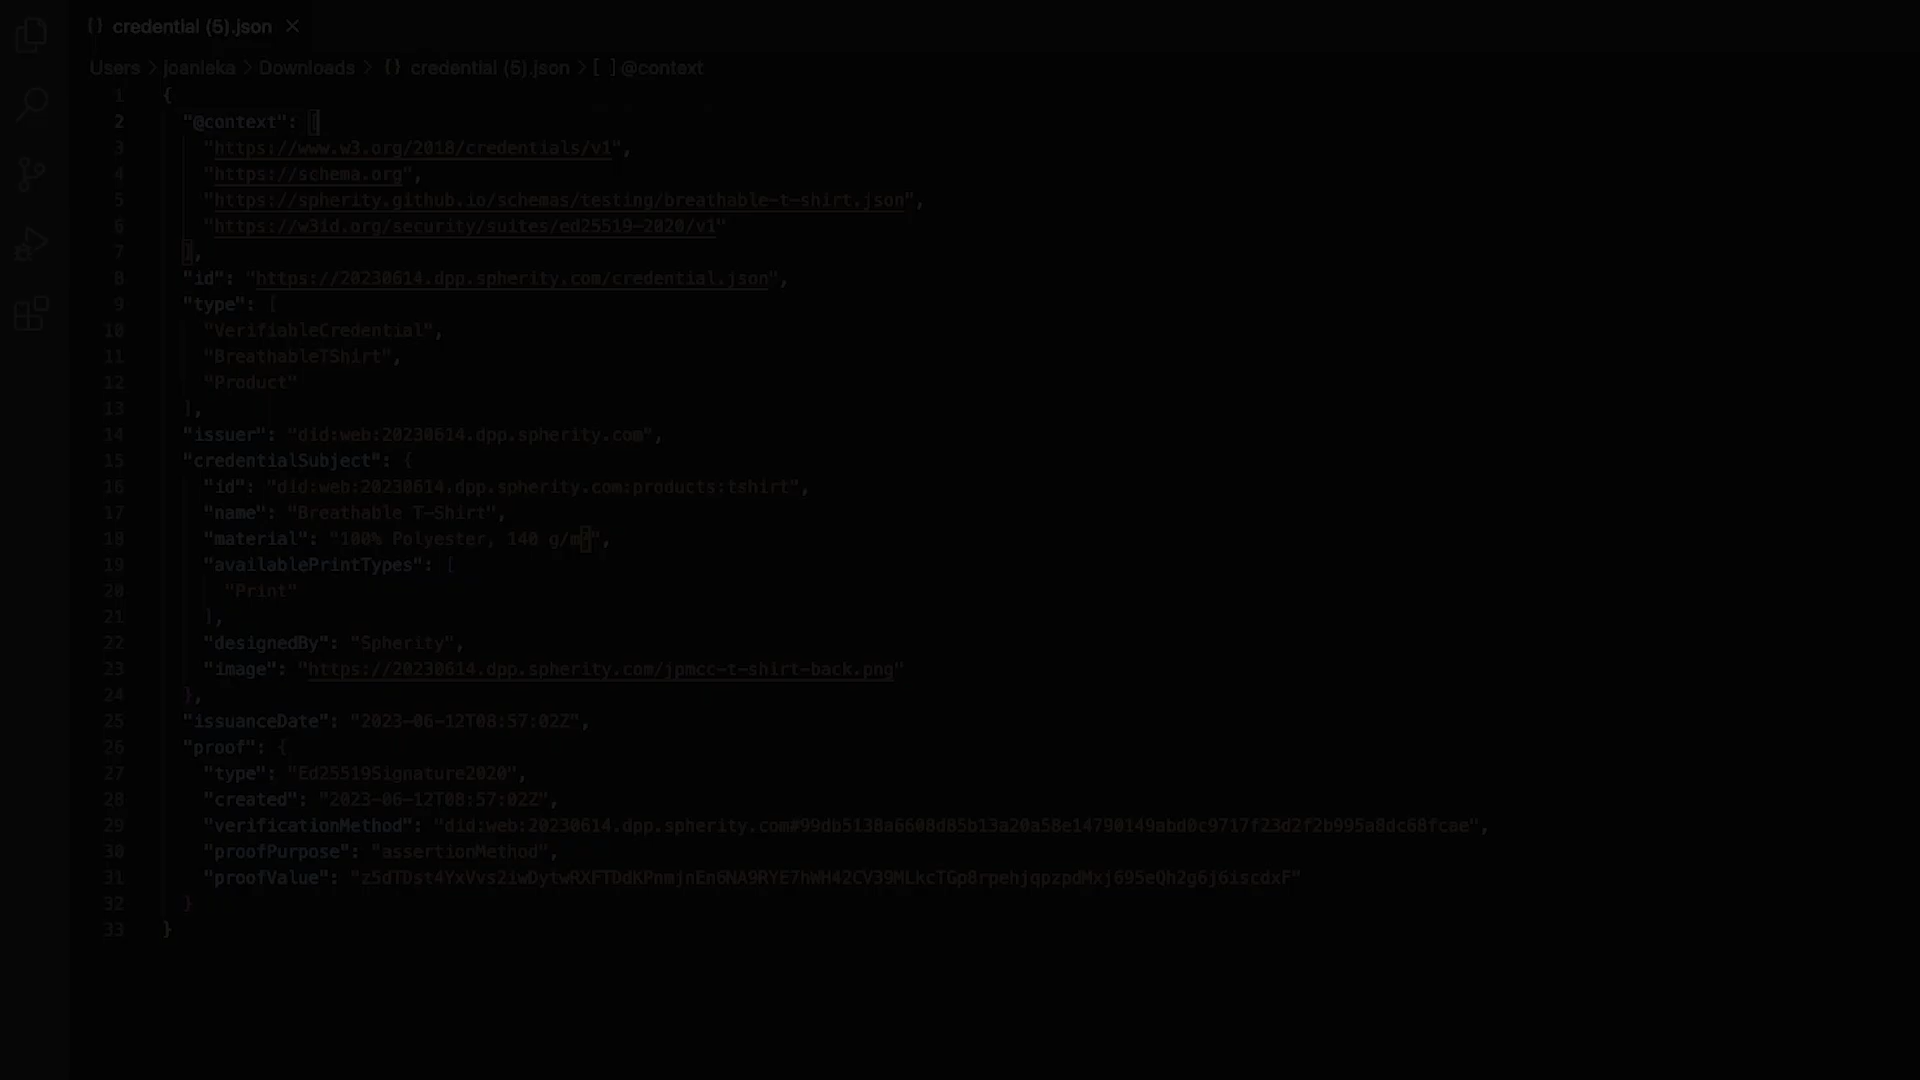 {} credential (5).json ×
Users > joanleka > Downloads > {} credential (5).json > [ ] @context
1 {
2 "@context": [
3 "https://www.w3.org/2018/credentials/v1",
4 "https://schema.org",
5 "https://spherity.github.io/schemas/testing/breathable-t-shirt.json",
6 "https://w3id.org/security/suites/ed25519-2020/v1"
7 ],
8 "id": "https://20230614.dpp.spherity.com/credential.json",
9 "type": [
10 "VerifiableCredential",
11 "BreathableTShirt",
12 "Product"
13 ],
14 "issuer": "did:web:20230614.dpp.spherity.com",
15 "credentialSubject": {
16 "id": "did:web:20230614.dpp.spherity.com:products:tshirt",
17 "name": "Breathable T-Shirt",
18 "material": "100% Polyester, 140 g/m²",
19 "availablePrintTypes": [
20 "Print"
21 ],
22 "designedBy": "Spherity",
23 "image": "https://20230614.dpp.spherity.com/jpmcc-t-shirt-back.png"
24 },
25 "issuanceDate": "2023-06-12T08:57:02Z",
26 "proof": {
27 "type": "Ed25519Signature2020",
28 "created": "2023-06-12T08:57:02Z",
29 "verificationMethod": "did:web:20230614.dpp.spherity.com#99db5138a6608d85b13a20a58e14790149abd0c9717f23d2f2b995a8dc68fcae",
30 "proofPurpose": "assertionMethod",
31 "proofValue": "z5dTDst4YxVvs2iwDytwRXFTDdKPnmjnEn6NA9RYE7hWH42CV39MLkcTGp8rpehjqpzpdMxj695eQh2g6j6iscdxF"
32 }
33 }